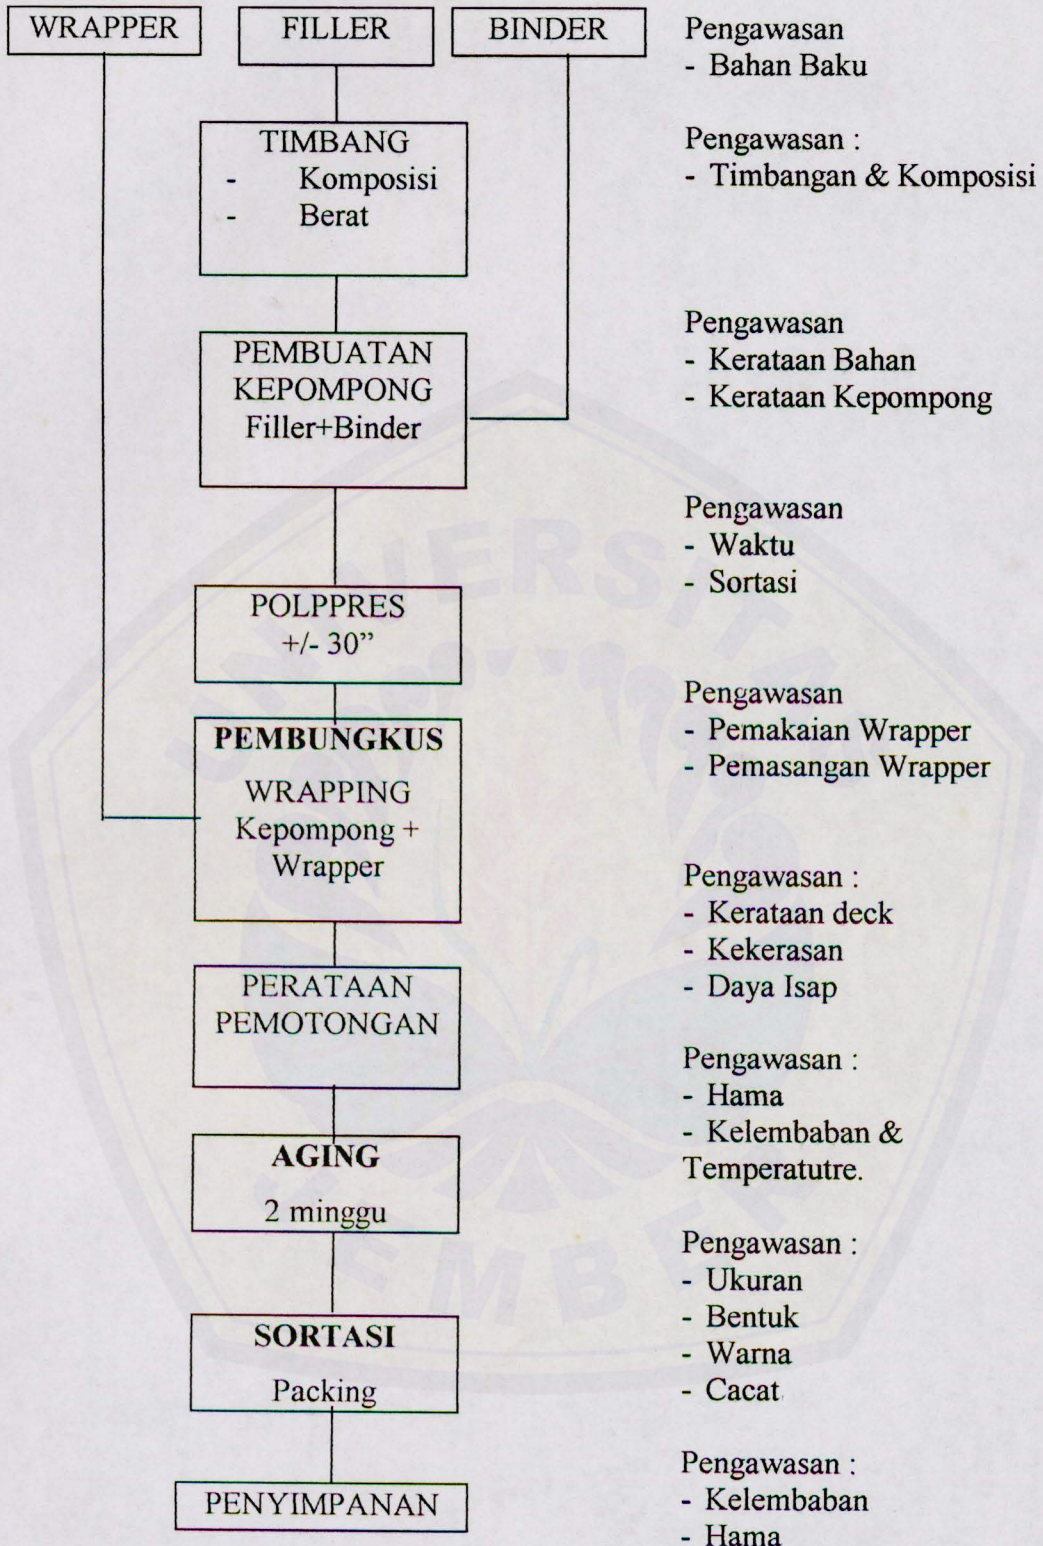 WRAPPER FILLER BINDER
Pengawasan
- Bahan Baku
TIMBANG
- Komposisi
- Berat
Pengawasan :
- Timbangan & Komposisi
PEMBUATAN
KEPOMPONG
Filler+Binder
Pengawasan
- Kerataan Bahan
- Kerataan Kepompong
POLPPRES
+/- 30”
Pengawasan
- Waktu
- Sortasi
PEMBUNGKUS
WRAPPING
Kepompong +
Wrapper
Pengawasan
- Pemakaian Wrapper
- Pemasangan Wrapper
PERATAAN
PEMOTONGAN
Pengawasan :
- Kerataan deck
- Kekerasan
- Daya Isap
AGING
2 minggu
Pengawasan :
- Hama
- Kelembaban &
Temperatutre.
SORTASI
Packing
Pengawasan :
- Ukuran
- Bentuk
- Warna
- Cacat
PENYIMPANAN
Pengawasan :
- Kelembaban
- Hama
UNIVERSITAS
JEMBER